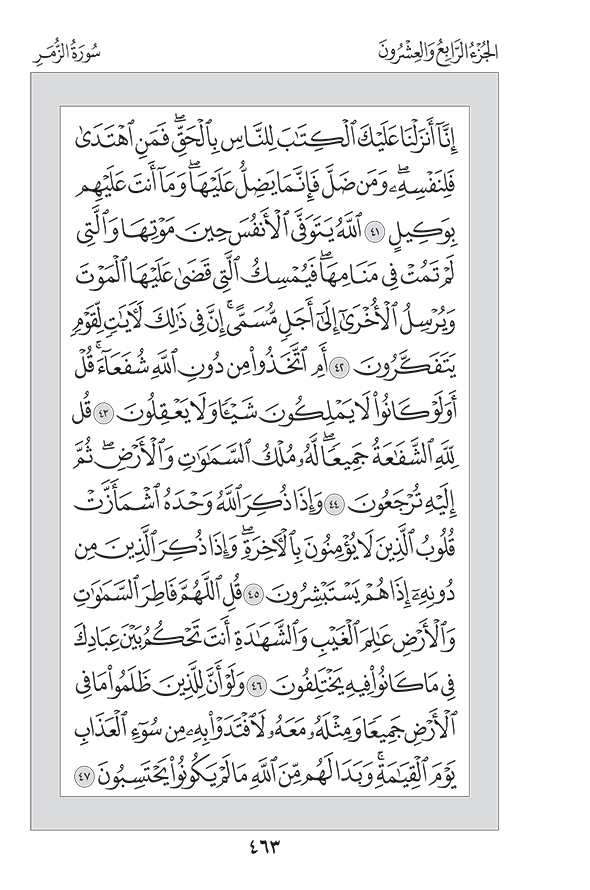 الجُزْءُ الرَّابِعُ وَالعِشْرُونَ
سُورَةُ الزُّمَرِ
إِنَّآ أَنزَلْنَا عَلَيْكَ ٱلْكِتَٰبَ لِلنَّاسِ بِٱلْحَقِّۖ فَمَنِ ٱهْتَدَىٰ
فَلِنَفْسِهِۦۖ وَمَن ضَلَّ فَإِنَّمَا يَضِلُّ عَلَيْهَاۖ وَمَآ أَنتَ عَلَيْهِم
بِوَكِيلٍ ٤١ ٱللَّهُ يَتَوَفَّى ٱلْأَنفُسَ حِينَ مَوْتِهَا وَٱلَّتِى
لَمْ تَمُتْ فِى مَنَامِهَاۖ فَيُمْسِكُ ٱلَّتِى قَضَىٰ عَلَيْهَا ٱلْمَوْتَ
وَيُرْسِلُ ٱلْأُخْرَىٰٓ إِلَىٰٓ أَجَلٍ مُّسَمًّىۚ إِنَّ فِى ذَٰلِكَ لَءَايَٰتٍ لِّقَوْمٍ
يَتَفَكَّرُونَ ٤٢ أَمِ ٱتَّخَذُوا۟ مِن دُونِ ٱللَّهِ شُفَعَآءَۚ قُلْ
أَوَلَوْ كَانُوا۟ لَا يَمْلِكُونَ شَيْـًٔا وَلَا يَعْقِلُونَ ٤٣ قُل
لِّلَّهِ ٱلشَّفَٰعَةُ جَمِيعًاۖ لَّهُۥ مُلْكُ ٱلسَّمَٰوَٰتِ وَٱلْأَرْضِۖ ثُمَّ
إِلَيْهِ تُرْجَعُونَ ٤٤ وَإِذَا ذُكِرَ ٱللَّهُ وَحْدَهُ ٱشْمَأَزَّتْ
قُلُوبُ ٱلَّذِينَ لَا يُؤْمِنُونَ بِٱلْءَاخِرَةِۖ وَإِذَا ذُكِرَ ٱلَّذِينَ مِن
دُونِهِۦٓ إِذَا هُمْ يَسْتَبْشِرُونَ ٤٥ قُلِ ٱللَّهُمَّ فَاطِرَ ٱلسَّمَٰوَٰتِ
وَٱلْأَرْضِ عَٰلِمَ ٱلْغَيْبِ وَٱلشَّهَٰدَةِ أَنتَ تَحْكُمُ بَيْنَ عِبَادِكَ
فِى مَا كَانُوا۟ فِيهِ يَخْتَلِفُونَ ٤٦ وَلَوْ أَنَّ لِلَّذِينَ ظَلَمُوا۟ مَا فِى
ٱلْأَرْضِ جَمِيعًا وَمِثْلَهُۥ مَعَهُۥ لَٱفْتَدَوْا۟ بِهِۦ مِن سُوٓءِ ٱلْعَذَابِ
يَوْمَ ٱلْقِيَٰمَةِۚ وَبَدَا لَهُم مِّنَ ٱللَّهِ مَا لَمْ يَكُونُوا۟ يَحْتَسِبُونَ ٤٧
٤٦٣